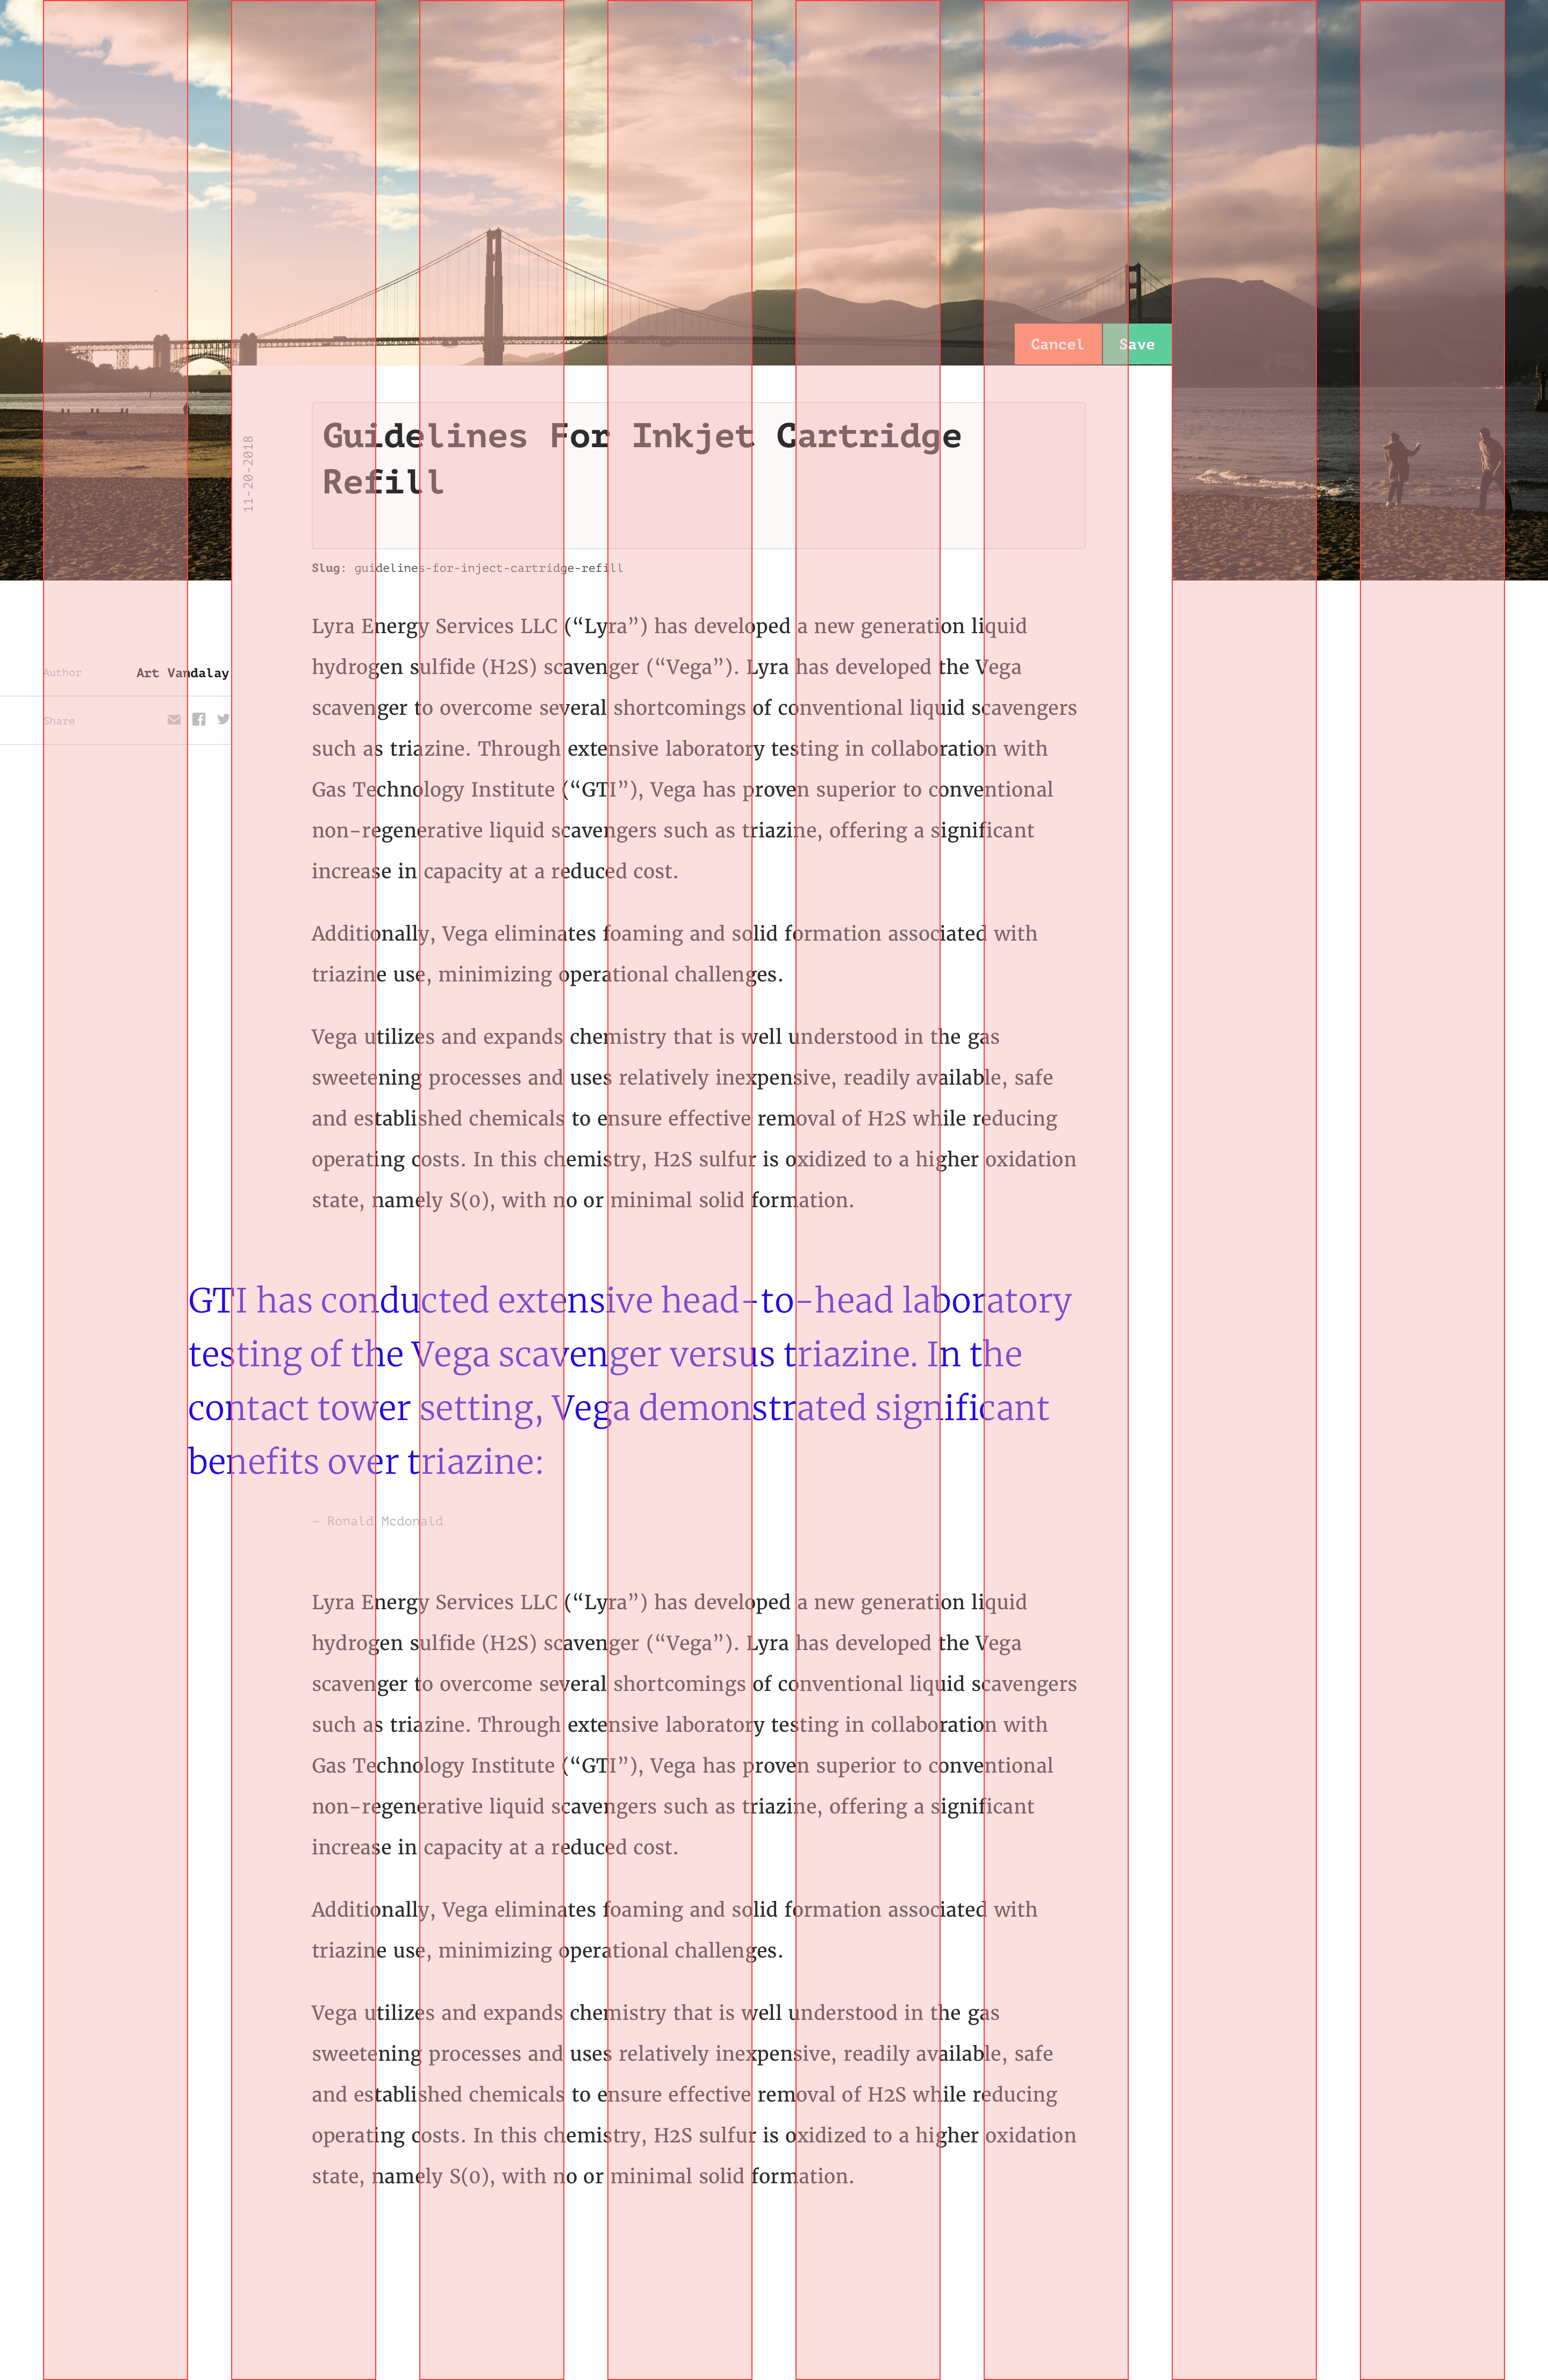 Cancel Save
11-20-2018
Guidelines For Inkjet Cartridge
Refill
Slug: guidelines-for-inject-cartridge-refill
Author Art Vandalay
Share
Lyra Energy Services LLC (“Lyra”) has developed a new generation liquid
hydrogen sulfide (H2S) scavenger (“Vega”). Lyra has developed the Vega
scavenger to overcome several shortcomings of conventional liquid scavengers
such as triazine. Through extensive laboratory testing in collaboration with
Gas Technology Institute (“GTI”), Vega has proven superior to conventional
non-regenerative liquid scavengers such as triazine, offering a significant
increase in capacity at a reduced cost.
Additionally, Vega eliminates foaming and solid formation associated with
triazine use, minimizing operational challenges.
Vega utilizes and expands chemistry that is well understood in the gas
sweetening processes and uses relatively inexpensive, readily available, safe
and established chemicals to ensure effective removal of H2S while reducing
operating costs. In this chemistry, H2S sulfur is oxidized to a higher oxidation
state, namely S(0), with no or minimal solid formation.
GTI has conducted extensive head-to-head laboratory
testing of the Vega scavenger versus triazine. In the
contact tower setting, Vega demonstrated significant
benefits over triazine:
– Ronald Mcdonald
Lyra Energy Services LLC (“Lyra”) has developed a new generation liquid
hydrogen sulfide (H2S) scavenger (“Vega”). Lyra has developed the Vega
scavenger to overcome several shortcomings of conventional liquid scavengers
such as triazine. Through extensive laboratory testing in collaboration with
Gas Technology Institute (“GTI”), Vega has proven superior to conventional
non-regenerative liquid scavengers such as triazine, offering a significant
increase in capacity at a reduced cost.
Additionally, Vega eliminates foaming and solid formation associated with
triazine use, minimizing operational challenges.
Vega utilizes and expands chemistry that is well understood in the gas
sweetening processes and uses relatively inexpensive, readily available, safe
and established chemicals to ensure effective removal of H2S while reducing
operating costs. In this chemistry, H2S sulfur is oxidized to a higher oxidation
state, namely S(0), with no or minimal solid formation.